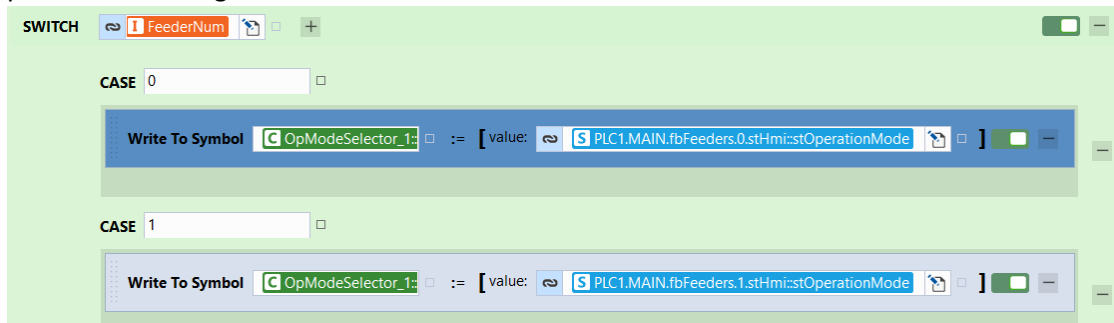 SWITCH I FeederNum +
CASE 0
Write To Symbol C OpModeSelector_1:: := [ value: S PLC1.MAIN.fbFeeders.0.stHmi::stOperationMode ]
CASE 1
Write To Symbol C OpModeSelector_1:: := [ value: S PLC1.MAIN.fbFeeders.1.stHmi::stOperationMode ]